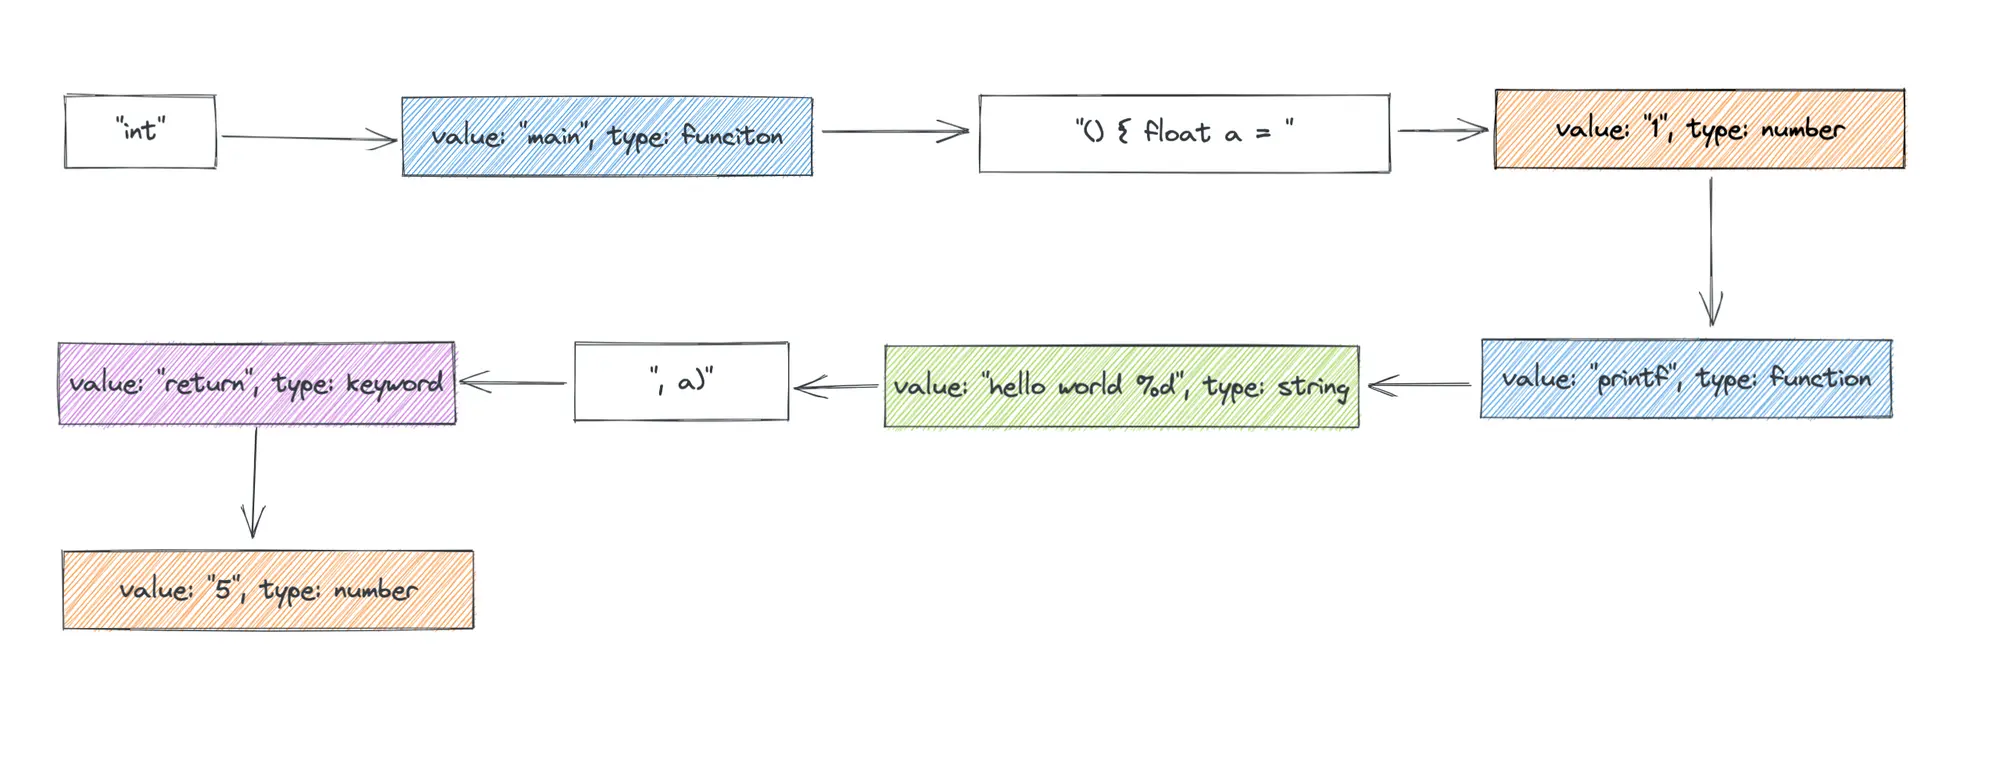 "int"
value: "main", type: funciton
"() { float a = "
value: "1", type: number
value: "printf", type: function
value: "hello world %d", type: string
", a)"
value: "return", type: keyword
value: "5", type: number